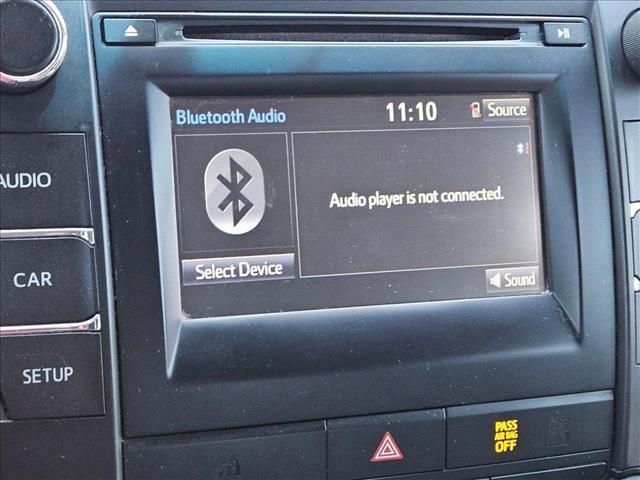 Bluetooth Audio
11:10
Source
AUDIO
Audio player is not connected.
Select Device
CAR
Sound
SETUP
PASS
AIR BAG
OFF